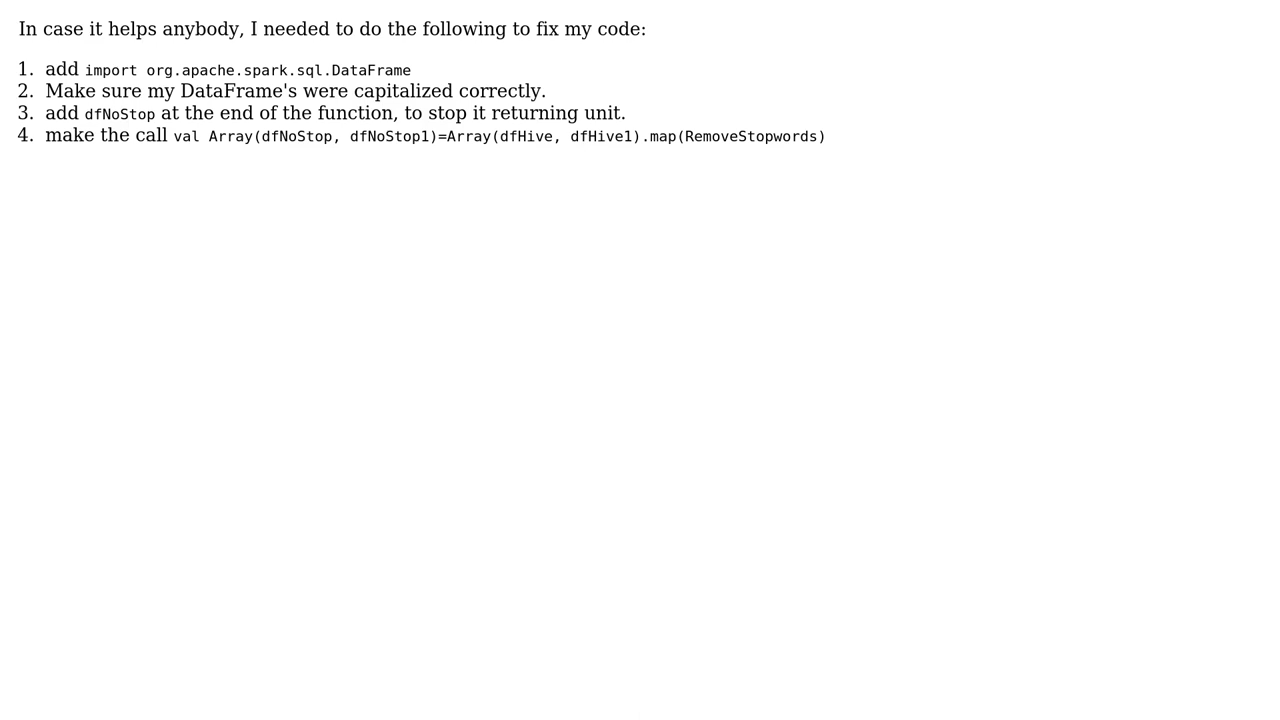 In case it helps anybody, I needed to do the following to fix my code:
1. add import org.apache.spark.sql.DataFrame
2. Make sure my DataFrame's were capitalized correctly.
3. add dfNoStop at the end of the function, to stop it returning unit.
4. make the call val Array(dfNoStop, dfNoStop1)=Array(dfHive, dfHive1).map(RemoveStopwords)